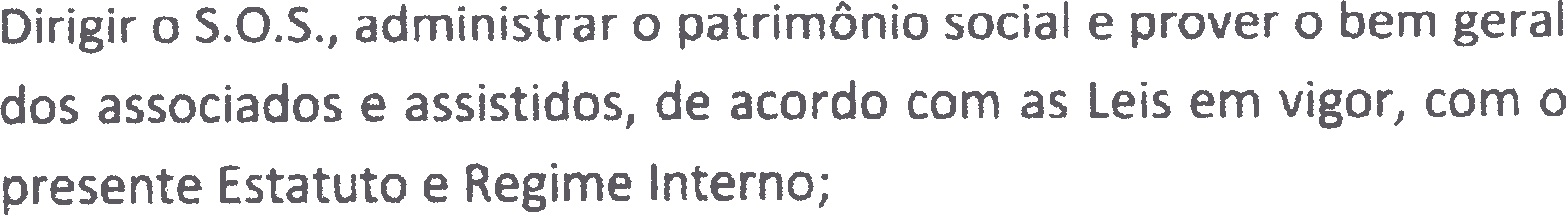 Dirigir o S.O.S., administrar o patrimônio social e prover o bem geral
dos associados e assistidos, de acordo com as Leis em vigor, com o
presente Estatuto e Regime Interno;